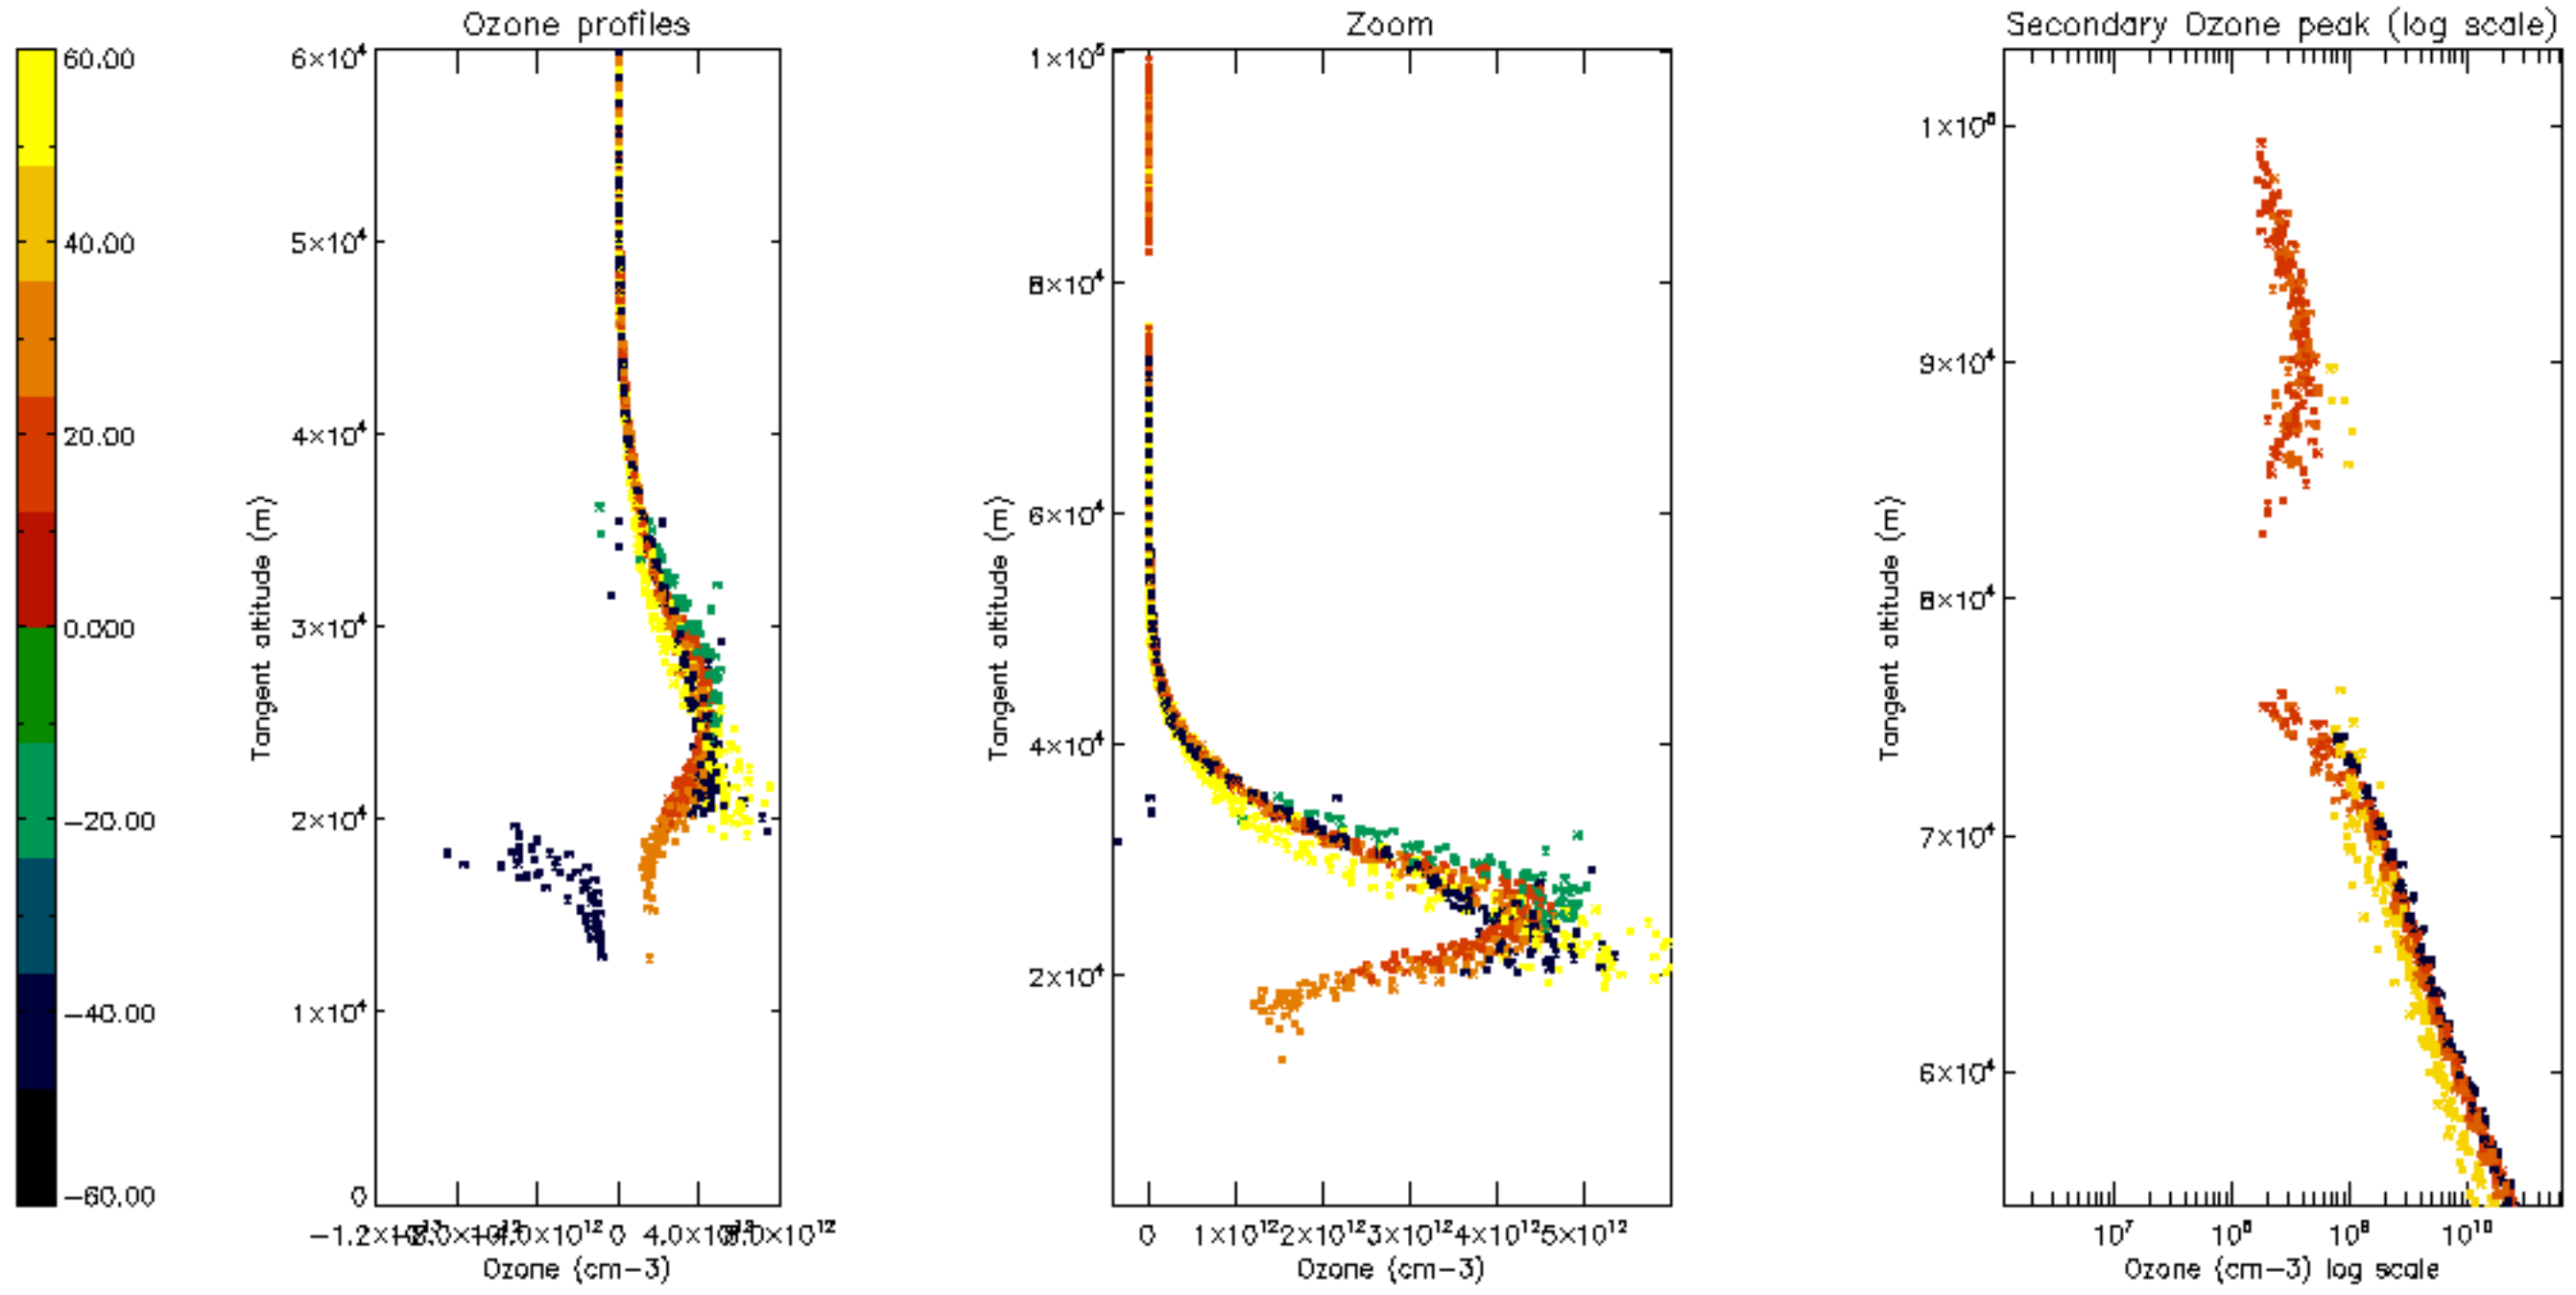 Ozone profiles
Zoom
Secondary Ozone peak (log scale)
60.00
40.00
20.00
0.000
−20.00
−40.00
−60.00
6×10⁴
5×10⁴
4×10⁴
3×10⁴
2×10⁴
1×10⁴
0
Tangent altitude (m)
0
Ozone (cm−3)
1×10⁵
8×10⁴
6×10⁴
4×10⁴
2×10⁴
Tangent altitude (m)
0 1×10¹² 2×10¹² 3×10¹² 4×10¹² 5×10¹²
Ozone (cm−3)
1×10⁵
9×10⁴
8×10⁴
7×10⁴
6×10⁴
Tangent altitude (m)
10⁷ 10⁸ 10⁹ 10¹⁰
Ozone (cm−3) log scale